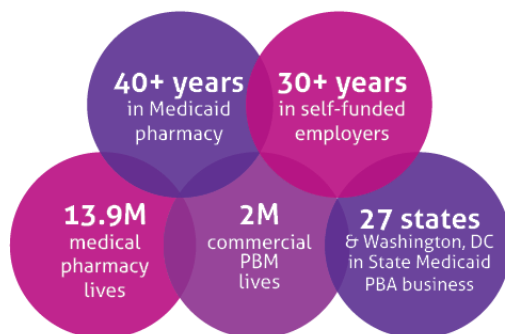 40+ years
in Medicaid
pharmacy
30+ years
in self-funded
employers
13.9M
medical
pharmacy
lives
2M
commercial
PBM
lives
27 states
& Washington, DC
in State Medicaid
PBA business